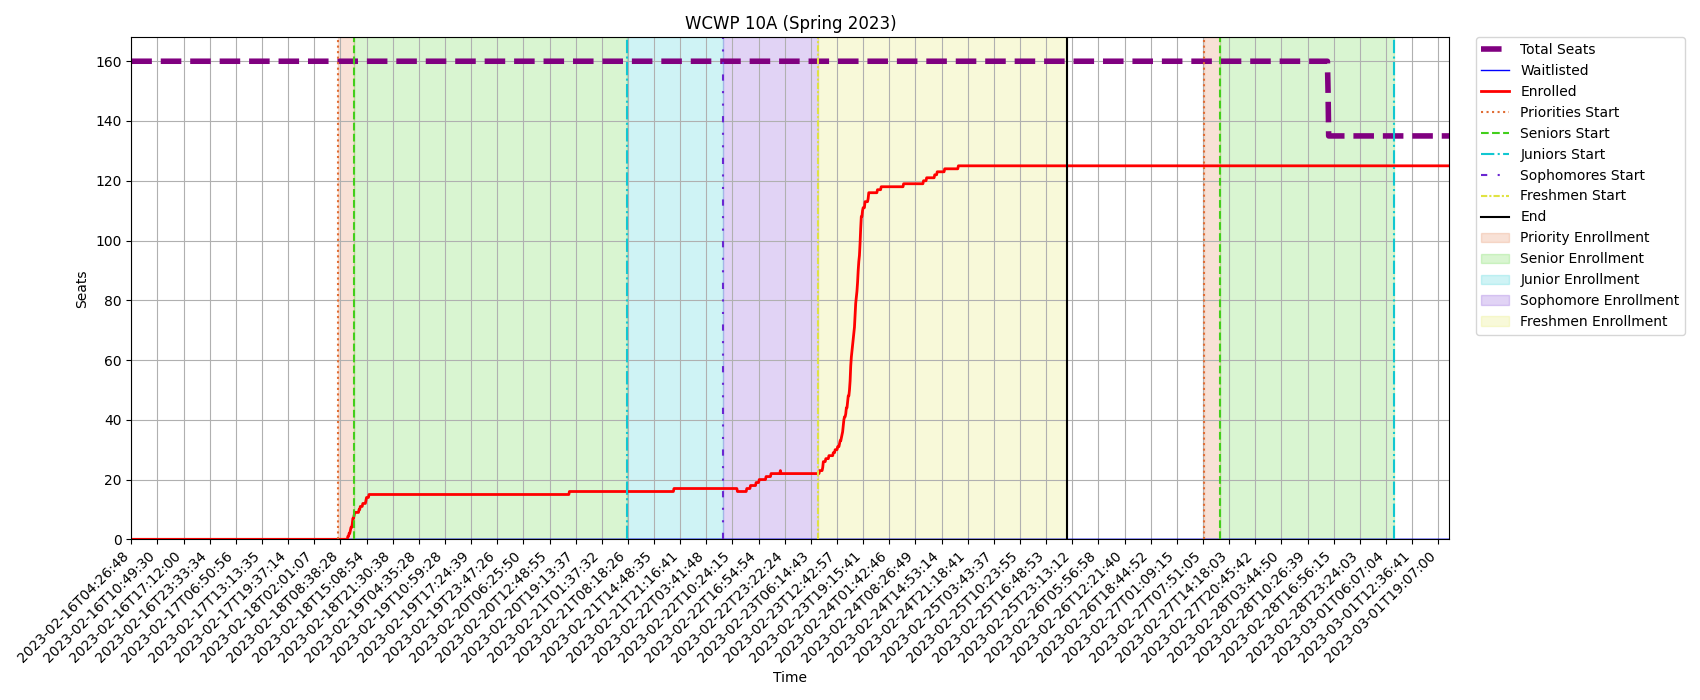 WCWP 10A (Spring 2023)
Total Seats
Waitlisted
Enrolled
Priorities Start
Seniors Start
Juniors Start
Sophomores Start
Freshmen Start
End
Priority Enrollment
Senior Enrollment
Junior Enrollment
Sophomore Enrollment
Freshmen Enrollment
Seats
160
140
120
100
80
60
40
20
0
2023-02-16T04:26:48
2023-02-16T10:49:30
2023-02-16T17:12:00
2023-02-16T23:33:34
2023-02-17T06:50:56
2023-02-17T13:13:35
2023-02-17T19:37:14
2023-02-18T02:01:07
2023-02-18T08:38:28
2023-02-18T15:08:54
2023-02-18T21:30:38
2023-02-19T04:35:28
2023-02-19T10:59:28
2023-02-19T17:24:39
2023-02-19T23:47:26
2023-02-20T06:25:50
2023-02-20T12:48:55
2023-02-20T19:13:37
2023-02-21T01:37:32
2023-02-21T08:18:26
2023-02-21T14:48:35
2023-02-21T21:16:41
2023-02-22T03:41:48
2023-02-22T10:24:15
2023-02-22T16:54:54
2023-02-22T23:22:24
2023-02-23T06:14:43
2023-02-23T12:42:57
2023-02-23T19:15:41
2023-02-24T01:42:46
2023-02-24T08:26:49
2023-02-24T14:53:14
2023-02-24T21:18:41
2023-02-25T03:43:37
2023-02-25T10:23:55
2023-02-25T16:48:53
2023-02-25T23:13:12
2023-02-26T05:56:58
2023-02-26T12:21:40
2023-02-26T18:44:52
2023-02-27T01:09:15
2023-02-27T07:51:05
2023-02-27T14:18:03
2023-02-27T20:45:42
2023-02-28T03:44:50
2023-02-28T10:26:39
2023-02-28T16:56:15
2023-02-28T23:24:03
2023-03-01T06:07:04
2023-03-01T12:36:41
2023-03-01T19:07:00
Time